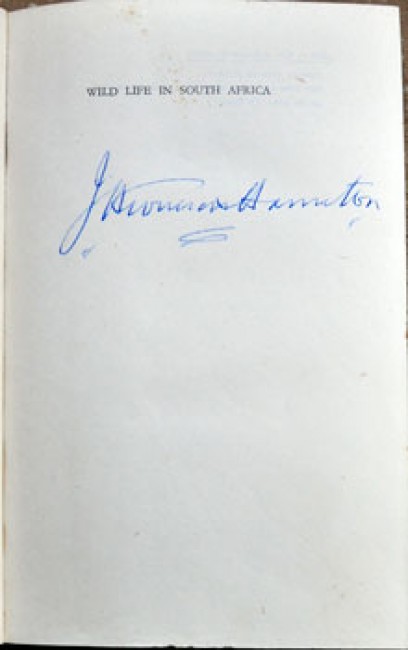 WILD LIFE IN SOUTH AFRICA
J Stevenson Hamilton